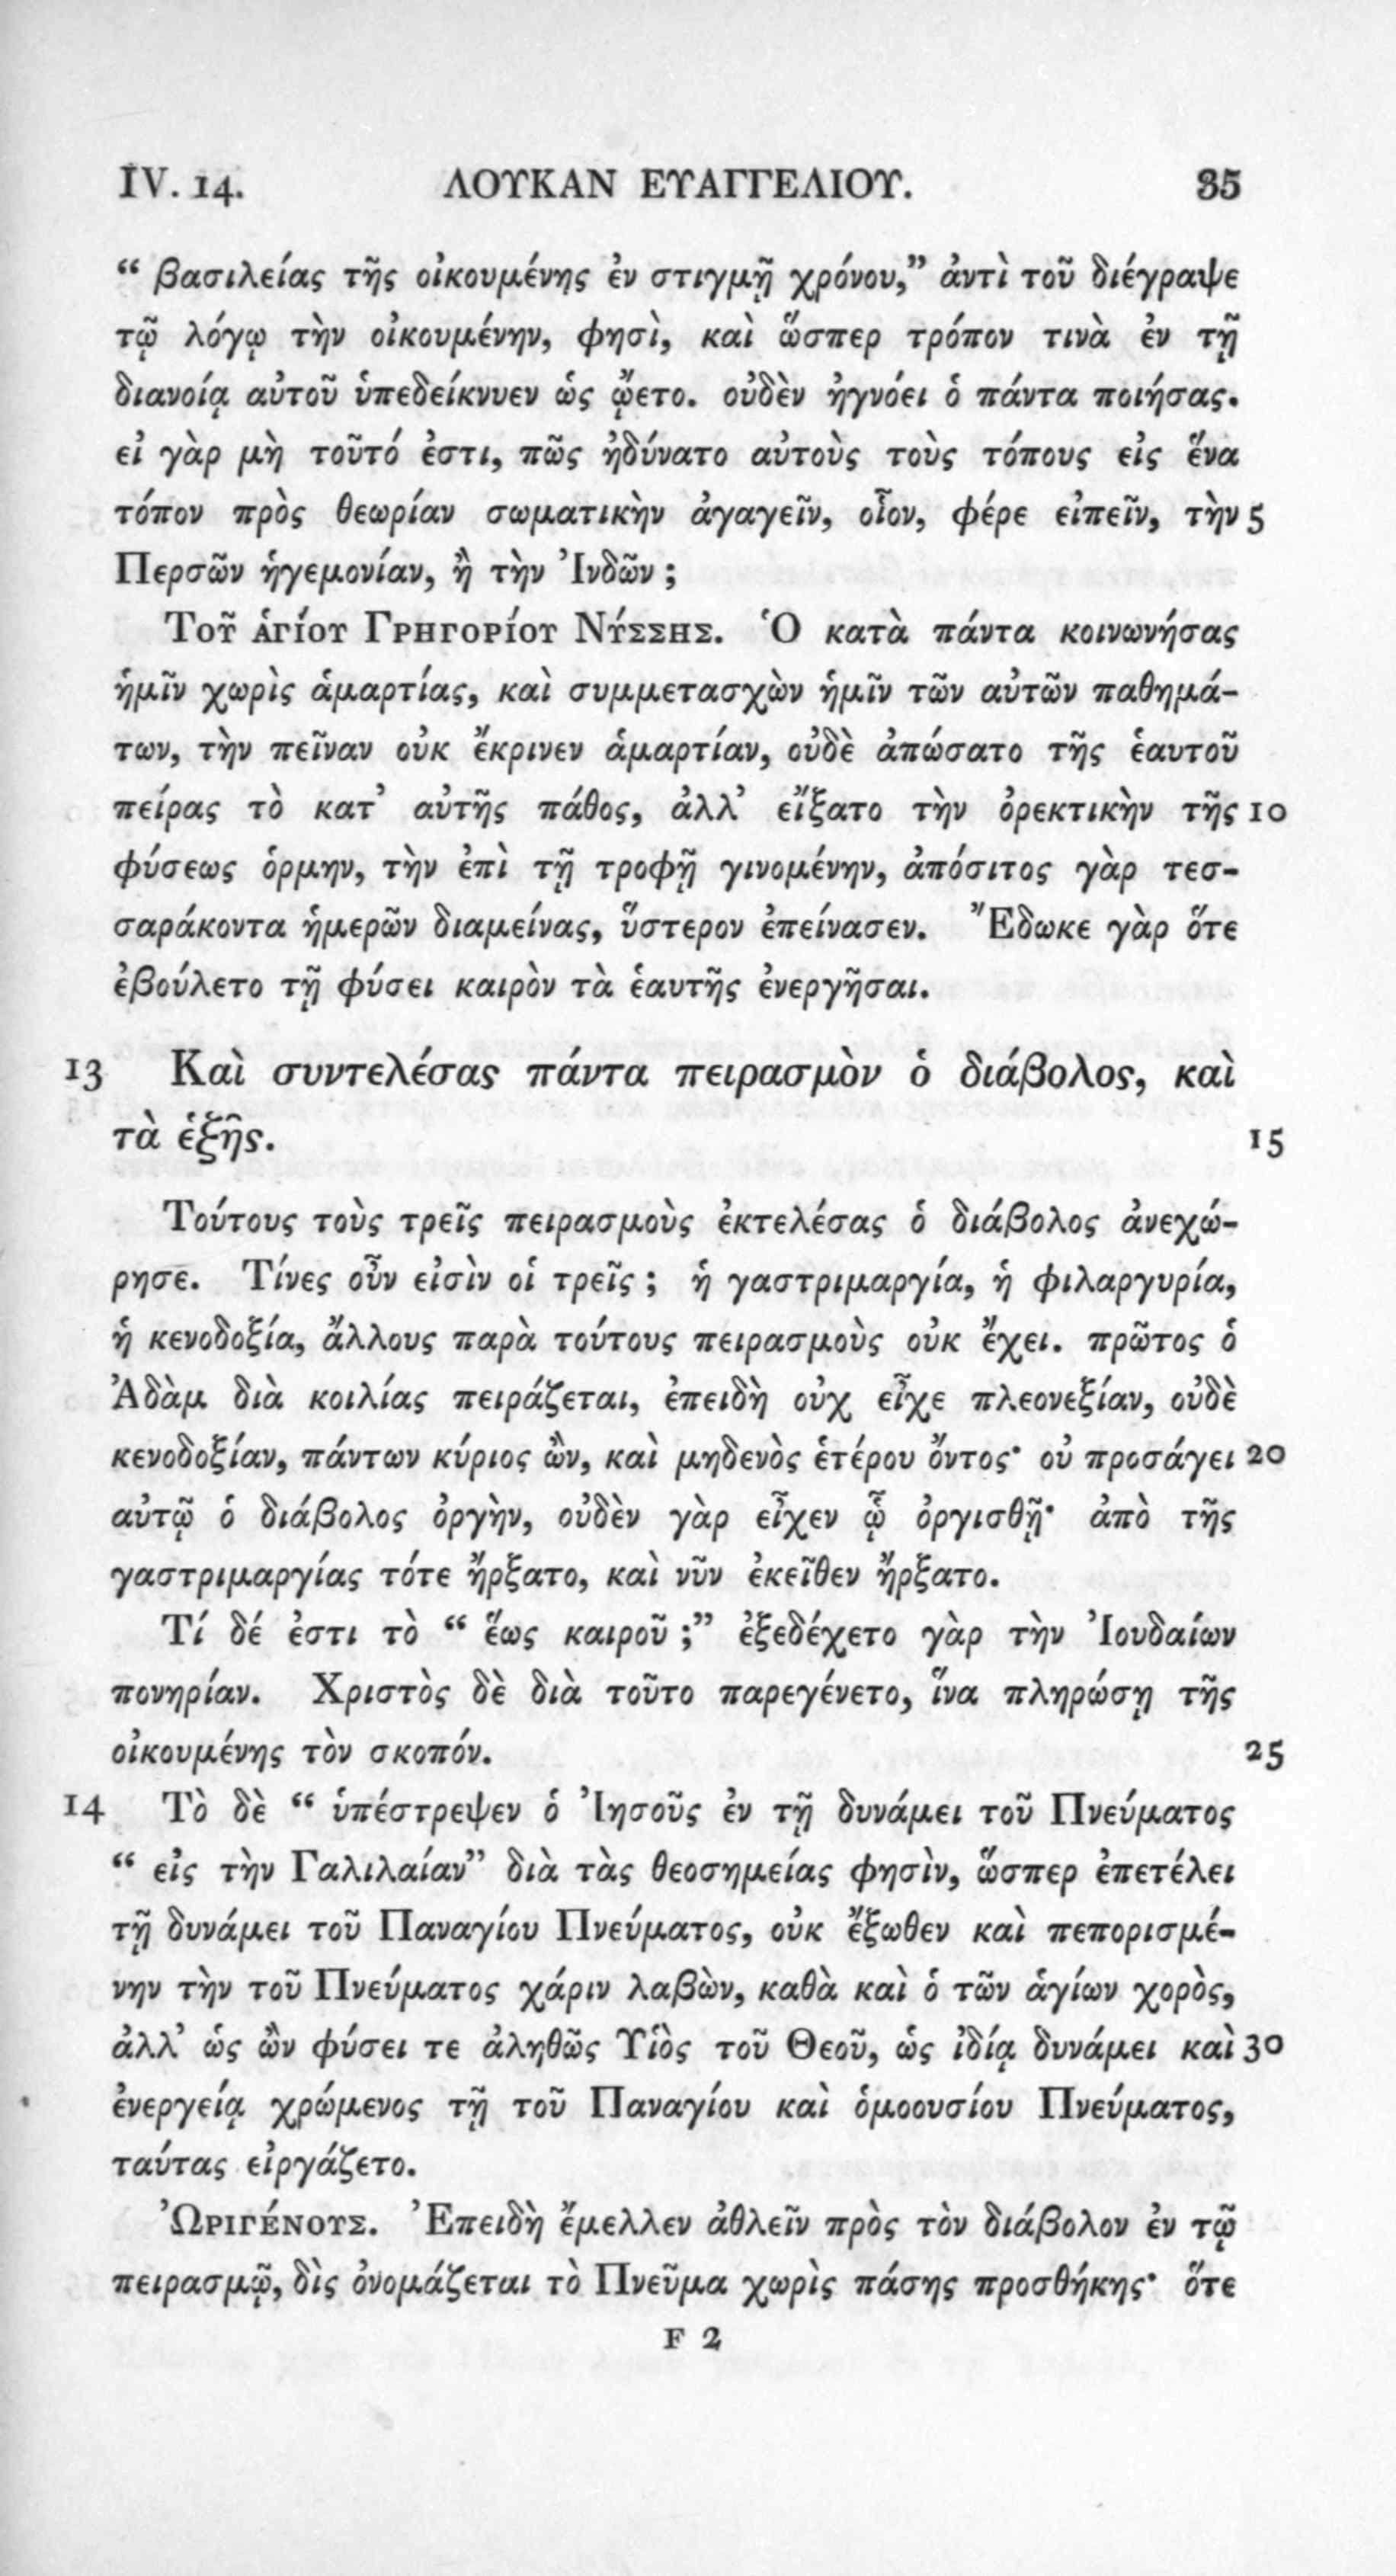 IV. 14. ΛΟΥΚΑΝ ΕΥΑΓΓΕΛΙΟΥ. 35
“ βασιλείας τῆς οἰκουμένης ἐν στιγμῇ χρόνου,” ἀντὶ τοῦ διέγραψε
τῷ λόγῳ τὴν οἰκουμένην, φησὶ, καὶ ὥσπερ τρόπον τινὰ ἐν τῇ
διανοίᾳ αὐτοῦ ὑπεδείκνυεν ὡς ᾤετο. οὐδὲν ἠγνόει ὁ πάντα ποιήσας.
εἰ γὰρ μὴ τοῦτό ἐστι, πῶς ἠδύνατο αὐτοὺς τοὺς τόπους εἰς ἕνα
τόπον πρὸς θεωρίαν σωματικὴν ἀγαγεῖν, οἷον, φέρε εἰπεῖν, τὴν 5
Περσῶν ἡγεμονίαν, ἢ τὴν Ἰνδῶν ;
Τοῦ ἁγίου Γρηγορίου Νύσσης. Ὁ κατὰ πάντα κοινωνήσας
ἡμῖν χωρὶς ἁμαρτίας, καὶ συμμετασχὼν ἡμῖν τῶν αὐτῶν παθημά-
των, τὴν πεῖναν οὐκ ἔκρινεν ἁμαρτίαν, οὐδὲ ἀπώσατο τῆς ἑαυτοῦ
πείρας τὸ κατ’ αὐτῆς πάθος, ἀλλ’ εἴξατο τὴν ὀρεκτικὴν τῆς 10
φύσεως ὁρμην, τὴν ἐπὶ τῇ τροφῇ γινομένην, ἀπόσιτος γὰρ τεσ-
σαράκοντα ἡμερῶν διαμείνας, ὕστερον ἐπείνασεν. Ἔδωκε γὰρ ὅτε
ἐβούλετο τῇ φύσει καιρὸν τὰ ἑαυτῆς ἐνεργῆσαι.
13 Καὶ συντελέσας πάντα πειρασμὸν ὁ διάβολος, καὶ
τὰ ἑξῆς. 15
Τούτους τοὺς τρεῖς πειρασμοὺς ἐκτελέσας ὁ διάβολος ἀνεχώ-
ρησε. Τίνες οὖν εἰσὶν οἱ τρεῖς ; ἡ γαστριμαργία, ἡ φιλαργυρία,
ἡ κενοδοξία, ἄλλους παρὰ τούτους πειρασμοὺς οὐκ ἔχει. πρῶτος ὁ
Ἀδὰμ διὰ κοιλίας πειράζεται, ἐπειδὴ οὐχ εἶχε πλεονεξίαν, οὐδὲ
κενοδοξίαν, πάντων κύριος ὢν, καὶ μηδενὸς ἑτέρου ὄντος· οὐ προσάγει 20
αὐτῷ ὁ διάβολος ὀργὴν, οὐδὲν γὰρ εἶχεν ᾧ ὀργισθῇ· ἀπὸ τῆς
γαστριμαργίας τότε ἤρξατο, καὶ νῦν ἐκεῖθεν ἤρξατο.
Τί δέ ἐστι τὸ “ ἕως καιροῦ ;” ἐξεδέχετο γὰρ τὴν Ἰουδαίων
πονηρίαν. Χριστὸς δὲ διὰ τοῦτο παρεγένετο, ἵνα πληρώσῃ τῆς
οἰκουμένης τὸν σκοπόν. 25
14 Τὸ δὲ “ ὑπέστρεψεν ὁ Ἰησοῦς ἐν τῇ δυνάμει τοῦ Πνεύματος
“ εἰς τὴν Γαλιλαίαν” διὰ τὰς θεοσημείας φησὶν, ὥσπερ ἐπετέλει
τῇ δυνάμει τοῦ Παναγίου Πνεύματος, οὐκ ἔξωθεν καὶ πεπορισμέ-
νην τὴν τοῦ Πνεύματος χάριν λαβὼν, καθὰ καὶ ὁ τῶν ἁγίων χορὸς,
ἀλλ’ ὡς ὢν φύσει τε ἀληθῶς Υἱὸς τοῦ Θεοῦ, ὡς ἰδίᾳ δυνάμει καὶ 30
ἐνεργείᾳ χρώμενος τῇ τοῦ Παναγίου καὶ ὁμοουσίου Πνεύματος,
ταύτας εἰργάζετο.
Ὠριγένους. Ἐπειδὴ ἔμελλεν ἀθλεῖν πρὸς τὸν διάβολον ἐν τῷ
πειρασμῷ, δὶς ὀνομάζεται τὸ Πνεῦμα χωρὶς πάσης προσθήκης· ὅτε
F 2